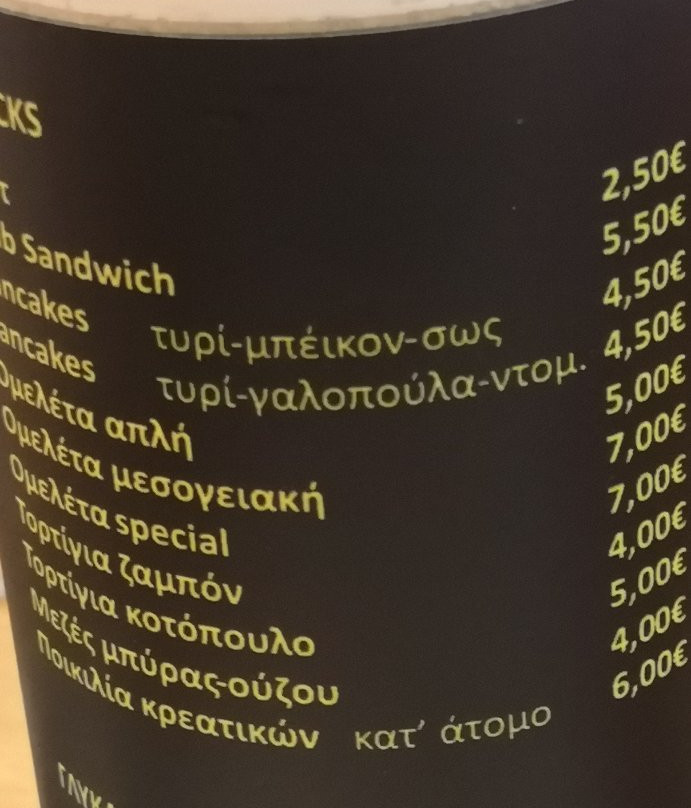 CKS
τ 2,50€
b Sandwich 5,50€
ncakes τυρί-μπέικον-σως 4,50€
ancakes τυρί-γαλοπούλα-ντομ. 4,50€
Ομελέτα απλή 5,00€
Ομελέτα μεσογειακή 7,00€
Ομελέτα special 7,00€
Τορτίγια ζαμπόν 4,00€
Τορτίγια κοτόπουλο 5,00€
Μεζές μπύρας-ούζου 4,00€
Ποικιλία κρεατικών κατ’ άτομο 6,00€
ΓΛΥΚ